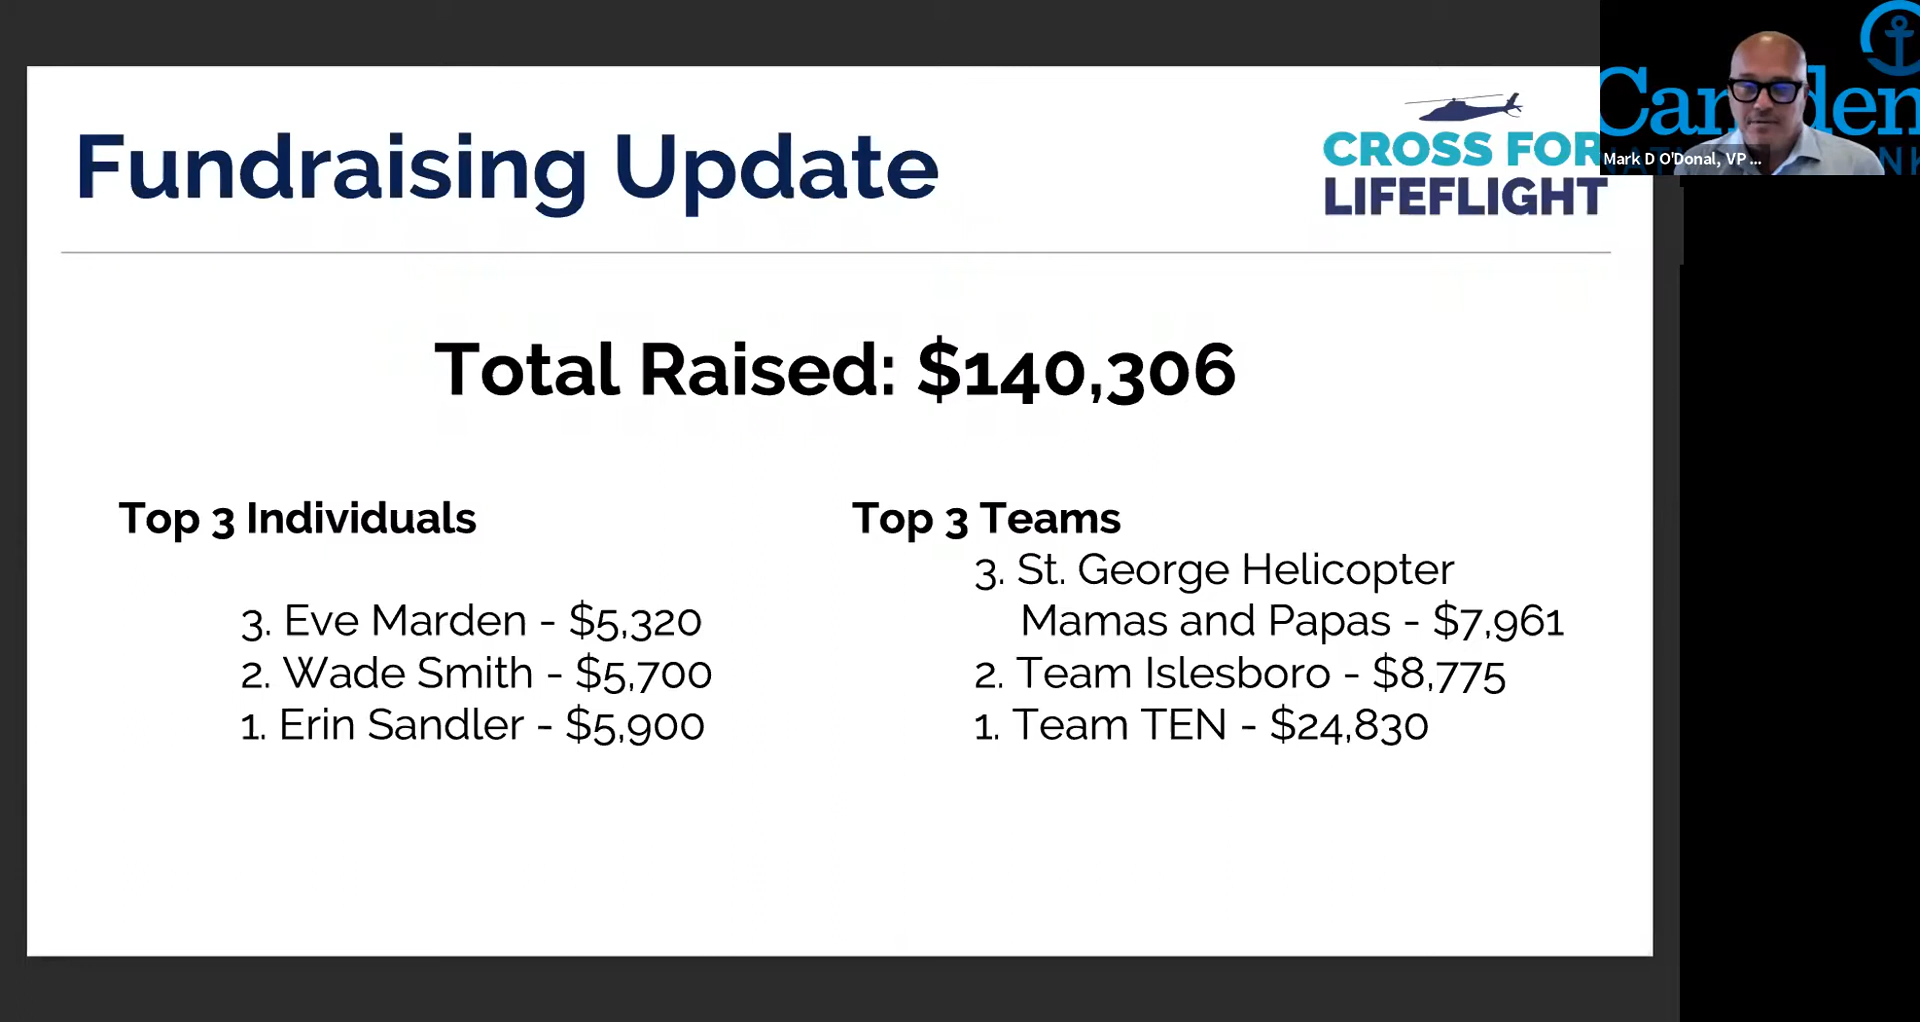 Fundraising Update
CROSS FOR
LIFEFLIGHT
Total Raised: $140,306
Top 3 Individuals
3. Eve Marden - $5,320
2. Wade Smith - $5,700
1. Erin Sandler - $5,900
Top 3 Teams
3. St. George Helicopter
Mamas and Papas - $7,961
2. Team Islesboro - $8,775
1. Team TEN - $24,830
Camden
Mark D O'Donal, VP ...